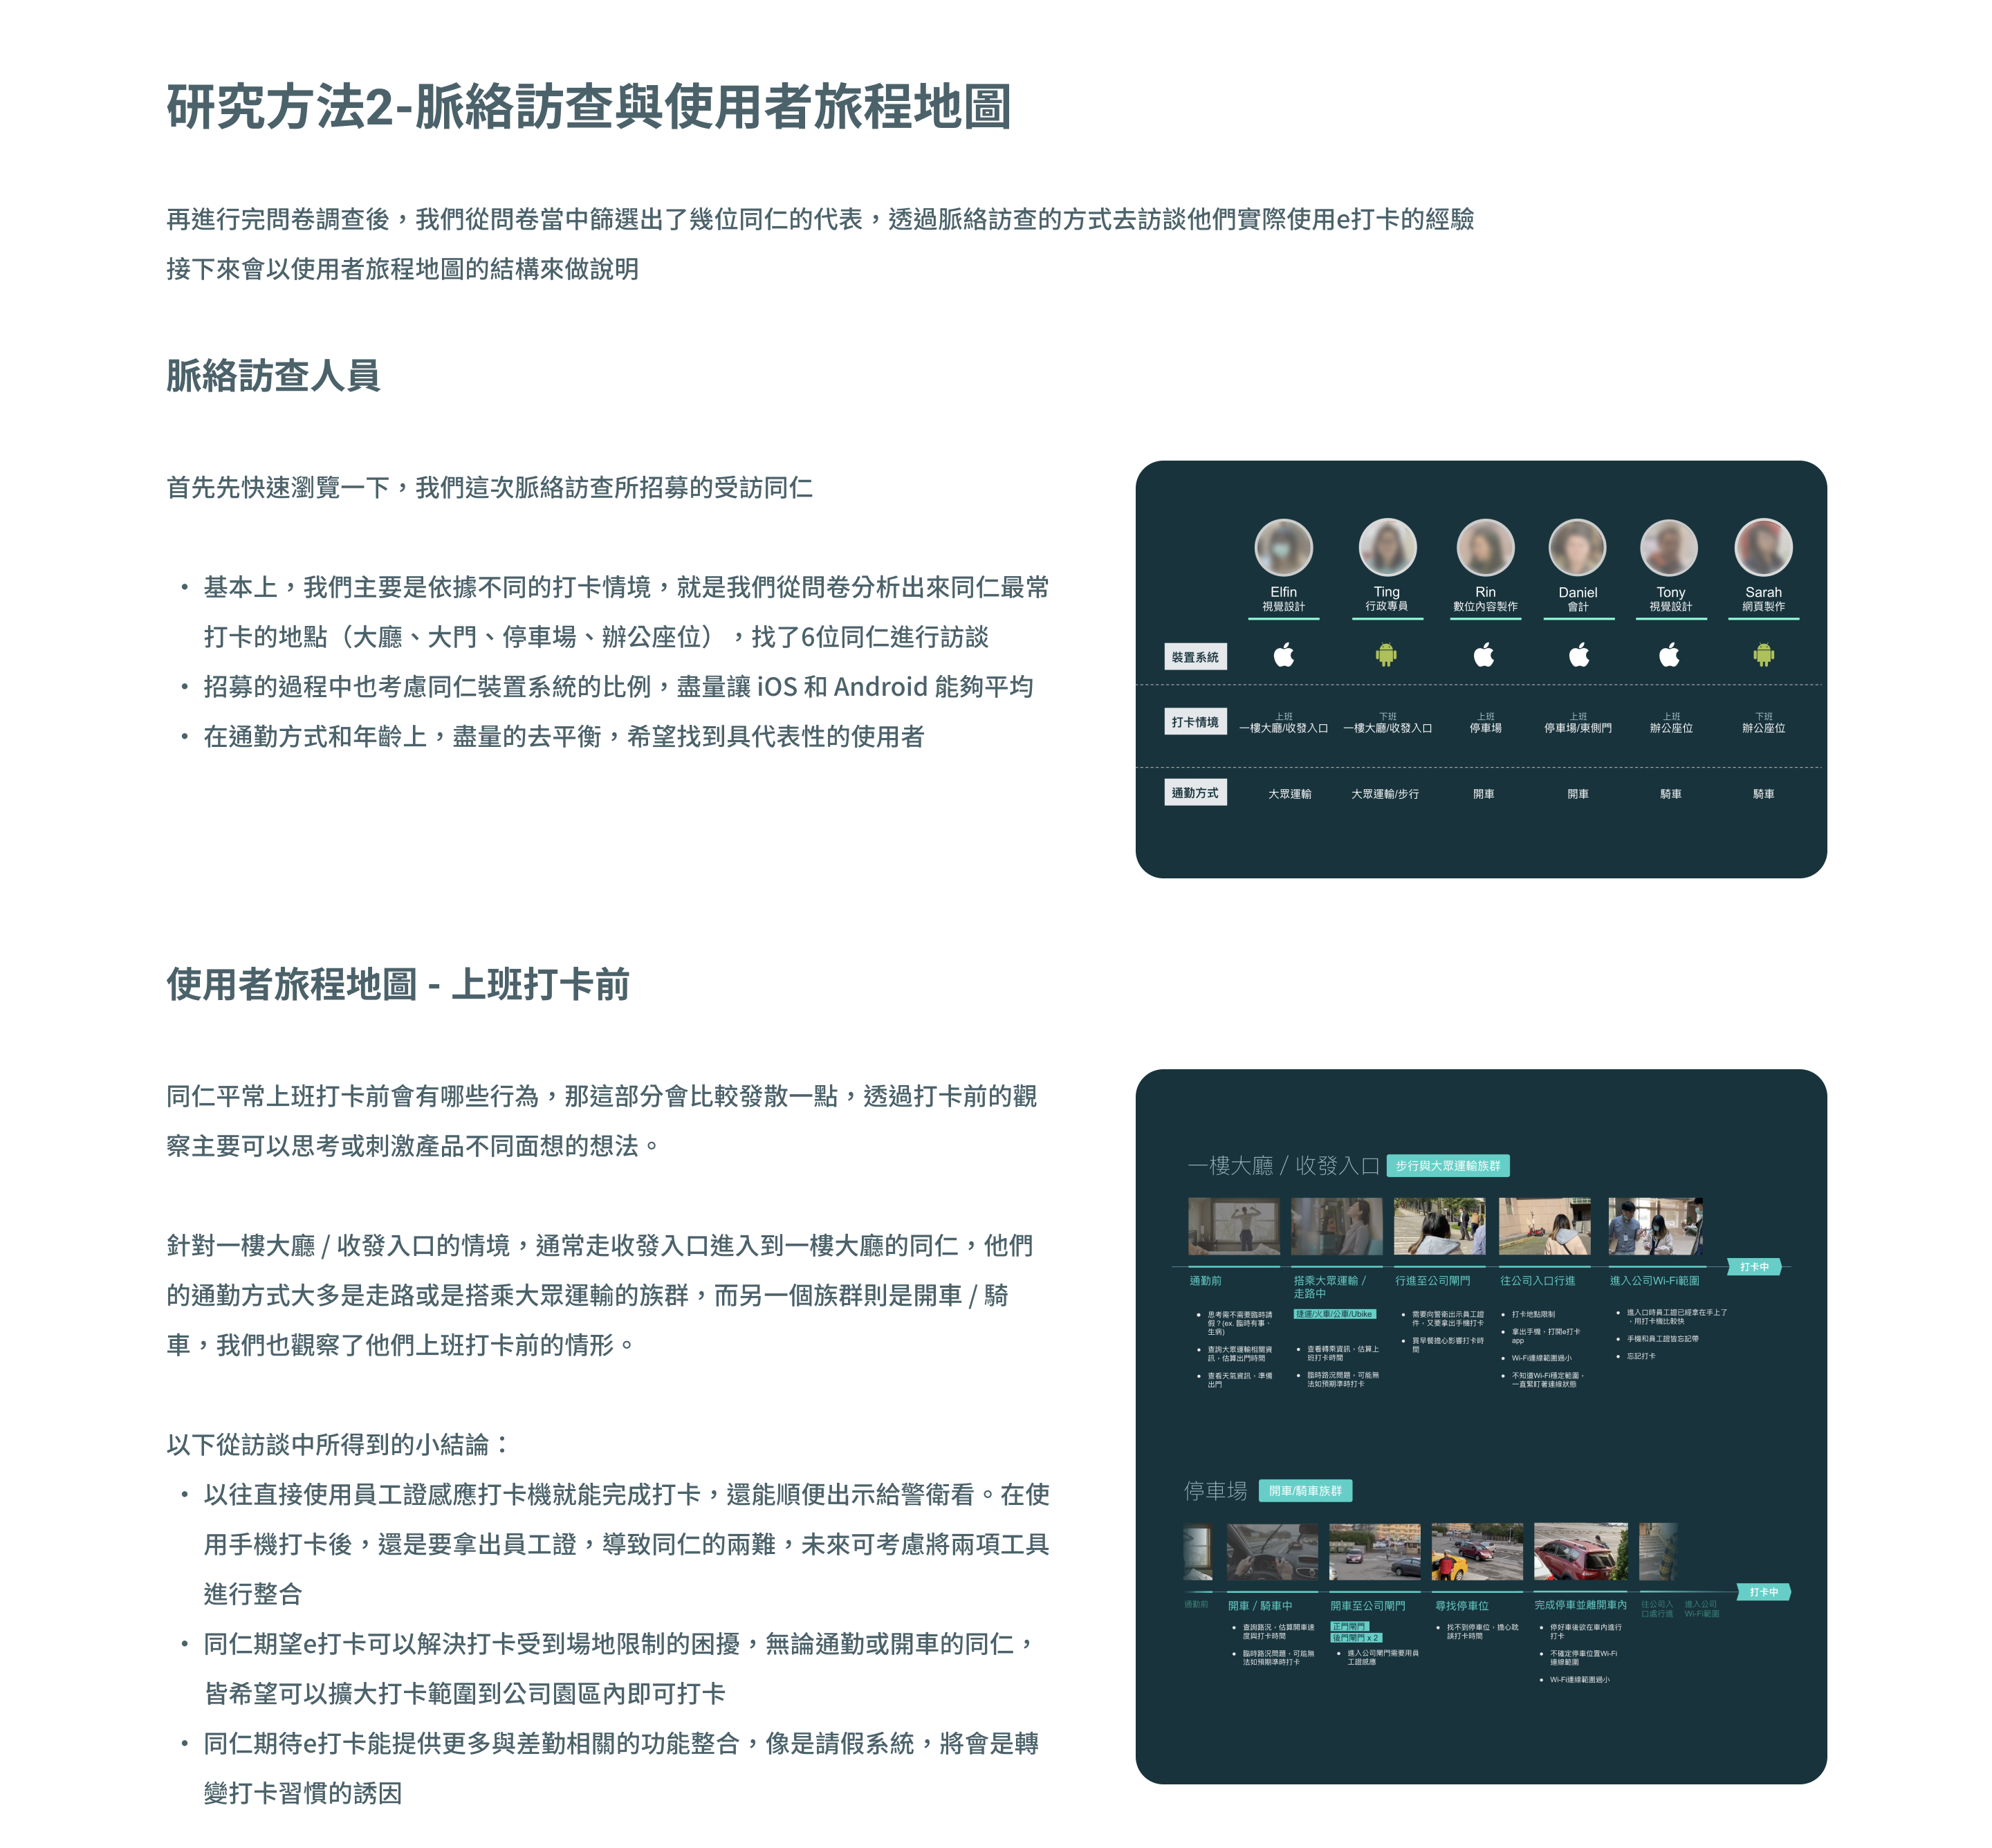 研究方法2-脈絡訪查與使用者旅程地圖
再進行完問卷調查後，我們從問卷當中篩選出了幾位同仁的代表，透過脈絡訪查的方式去訪談他們實際使用e打卡的經驗
接下來會以使用者旅程地圖的結構來做說明
脈絡訪查人員
首先先快速瀏覽一下，我們這次脈絡訪查所招募的受訪同仁
• 基本上，我們主要是依據不同的打卡情境，就是我們從問卷分析出來同仁最常
打卡的地點（大廳、大門、停車場、辦公座位），找了6位同仁進行訪談
• 招募的過程中也考慮同仁裝置系統的比例，盡量讓 iOS 和 Android 能夠平均
• 在通勤方式和年齡上，盡量的去平衡，希望找到具代表性的使用者
Elfin Ting Rin Daniel Tony Sarah
視覺設計 行政專員 數位內容製作 會計 視覺設計 網頁製作
裝置系統
上班 下班 上班 上班 上班 下班
打卡情境 一樓大廳/收發入口 一樓大廳/收發入口 停車場 停車場/東側門 辦公座位 辦公座位
通勤方式 大眾運輸 大眾運輸/步行 開車 開車 騎車 騎車
使用者旅程地圖 - 上班打卡前
同仁平常上班打卡前會有哪些行為，那這部分會比較發散一點，透過打卡前的觀
察主要可以思考或刺激產品不同面想的想法。
針對一樓大廳 / 收發入口的情境，通常走收發入口進入到一樓大廳的同仁，他們
的通勤方式大多是走路或是搭乘大眾運輸的族群，而另一個族群則是開車 / 騎
車，我們也觀察了他們上班打卡前的情形。
以下從訪談中所得到的小結論：
• 以往直接使用員工證感應打卡機就能完成打卡，還能順便出示給警衛看。在使
用手機打卡後，還是要拿出員工證，導致同仁的兩難，未來可考慮將兩項工具
進行整合
• 同仁期望e打卡可以解決打卡受到場地限制的困擾，無論通勤或開車的同仁，
皆希望可以擴大打卡範圍到公司園區內即可打卡
• 同仁期待e打卡能提供更多與差勤相關的功能整合，像是請假系統，將會是轉
變打卡習慣的誘因
一樓大廳 / 收發入口 步行與大眾運輸族群
打卡中
通勤前
• 思考需不需要臨時請
假？(ex. 臨時有事、
生病)
• 查詢大眾運輸相關資
訊，估算出門時間
• 查看天氣資訊，準備
出門
搭乘大眾運輸 /
走路中
捷運/火車/公車/Ubike
• 查看轉乘資訊，估算上
班打卡時間
• 臨時路況問題，可能無
法如預期準時打卡
行進至公司閘門
• 需要向警衛出示員工證
件，又要拿出手機打卡
• 買早餐擔心影響打卡時
間
往公司入口行進
• 打卡地點限制
• 拿出手機，打開e打卡
app
• Wi-Fi連線範圍過小
• 不知道Wi-Fi穩定範圍，
一直緊盯著連線狀態
進入公司Wi-Fi範圍
• 進入口時員工證已經拿在手上了
，用打卡機比較快
• 手機和員工證皆忘記帶
• 忘記打卡
停車場 開車/騎車族群
打卡中
通勤前
開車 / 騎車中
• 查詢路況，估算開車速
度與打卡時間
• 臨時路況問題，可能無
法如預期準時打卡
開車至公司閘門
正門閘門
後門閘門 x 2
• 進入公司閘門需要用員
工證感應
尋找停車位
• 找不到停車位，擔心耽
誤打卡時間
完成停車並離開車內
• 停好車後欲在車內進行
打卡
• 不確定停車位置Wi-Fi
連線範圍
• Wi-Fi連線範圍過小
往公司入
口處行進
進入公司
Wi-Fi範圍